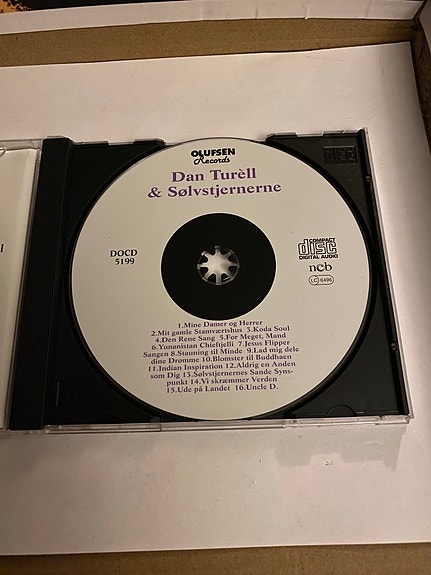 OLUFSEN
Records
Dan Turèll
& Sølvstjernerne
DOCD
5199
COMPACT
disc
DIGITAL AUDIO
ncb
LC 6496
1.Mine Damer og Herrer
2.Mit gamle Stamværtshus 3.Koda Soul
4.Den Rene Sang 5.For Meget, Mand
6.Yunanistan Chieftjelli 7.Jesus Flipper
Sangen 8.Stauning til Minde 9.Lad mig dele
dine Drømme 10.Blomster til Buddhaen
11.Indian Inspiration 12.Aldrig en Anden
som Dig 13.Sølvstjernernes Sande Syns-
punkt 14.Vi skræmmer Verden
15.Ude på Landet 16.Uncle D.